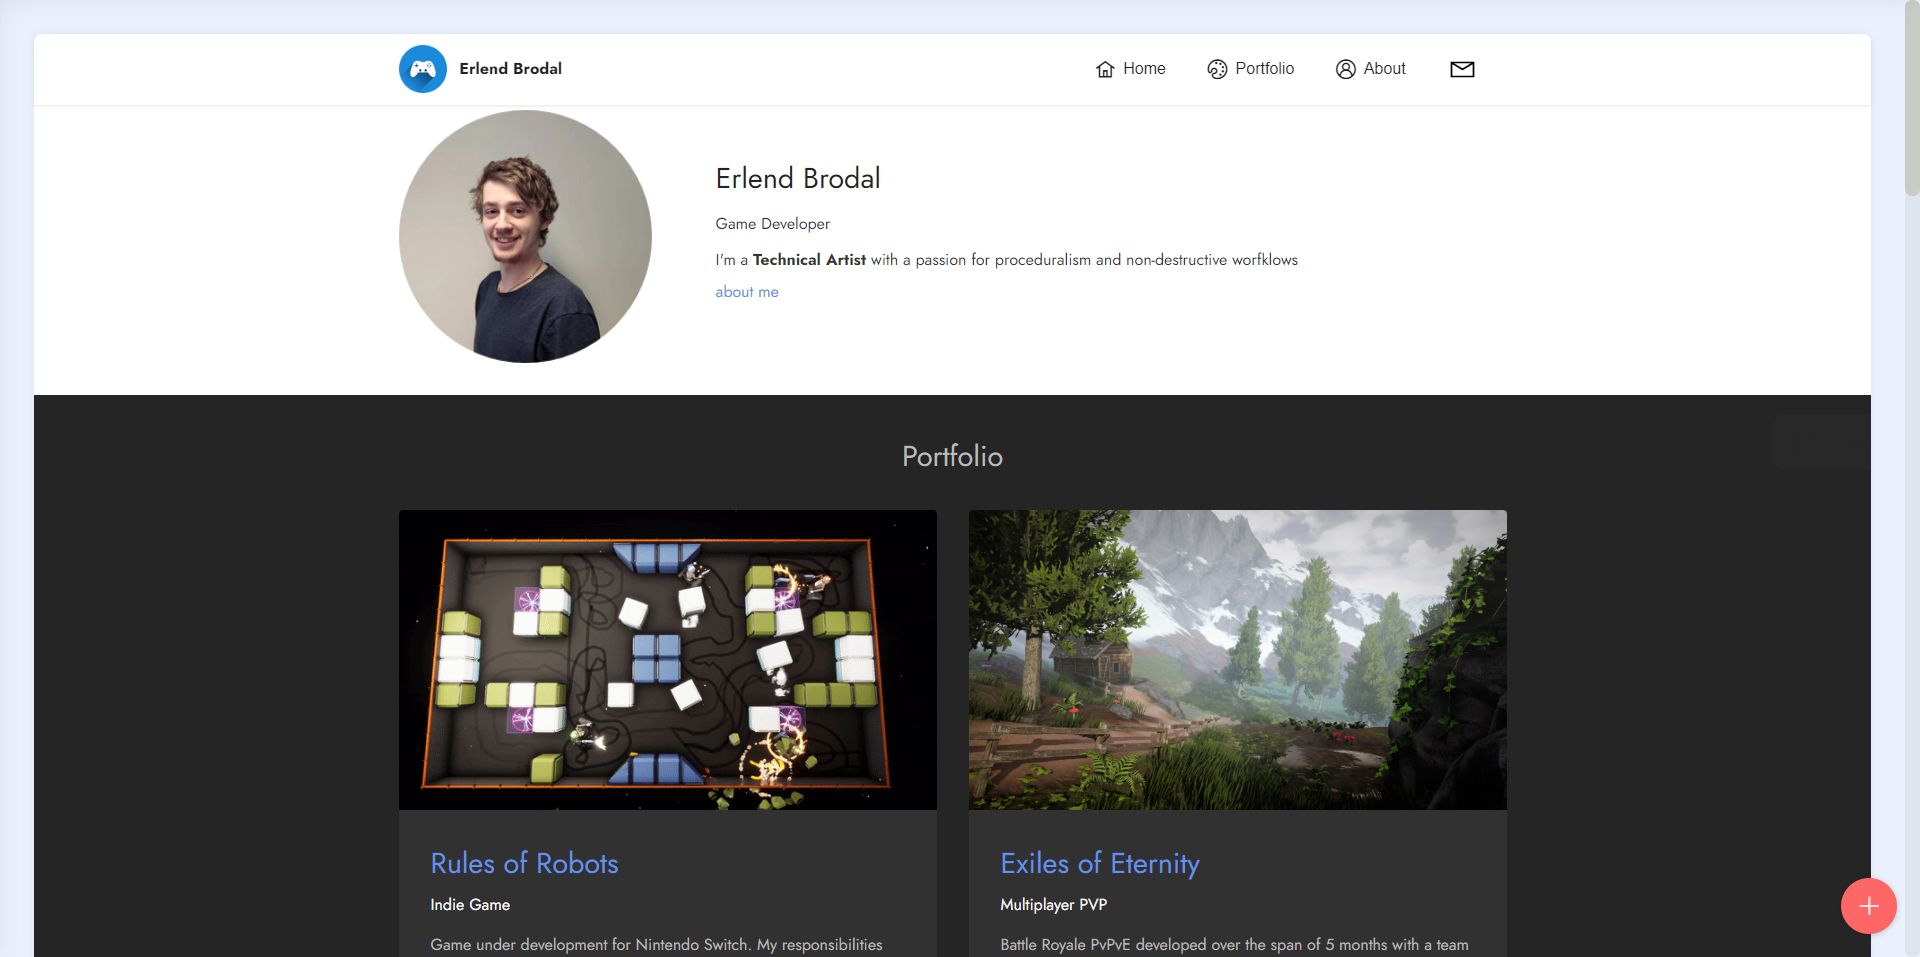 Erlend Brodal
Home
Portfolio
About
Erlend Brodal
Game Developer
I'm a Technical Artist with a passion for proceduralism and non-destructive worfklows
about me
Portfolio
Rules of Robots
Indie Game
Game under development for Nintendo Switch. My responsibilities
Exiles of Eternity
Multiplayer PVP
Battle Royale PvPvE developed over the span of 5 months with a team